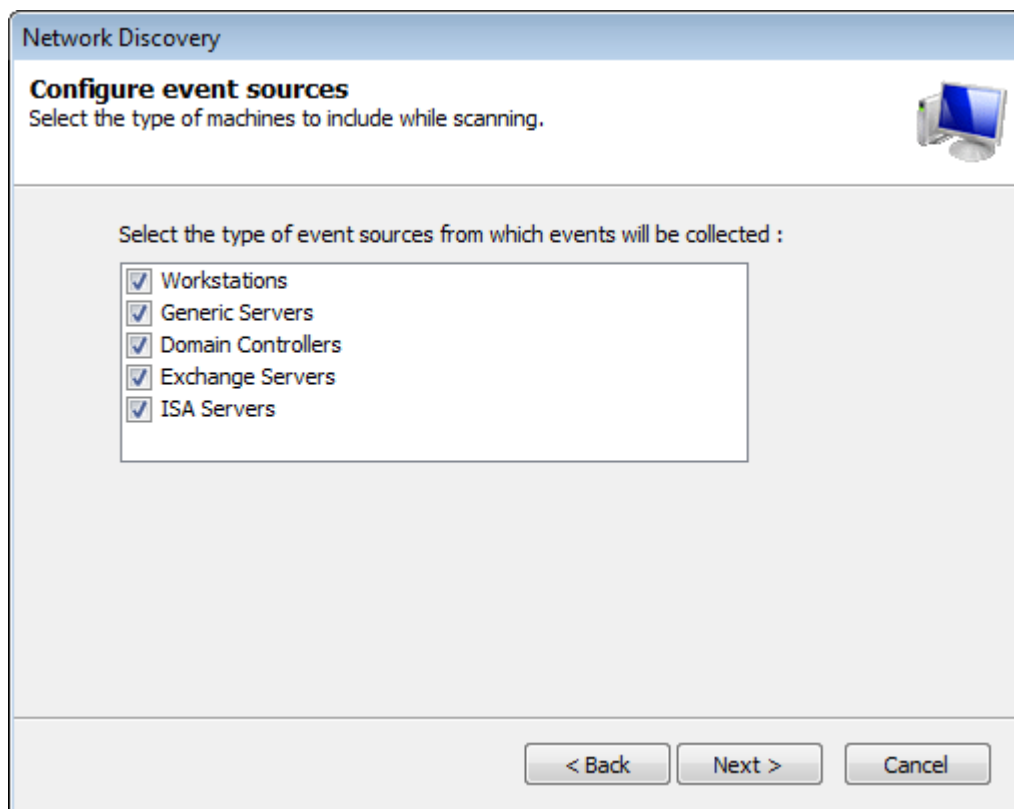 Network Discovery
Configure event sources
Select the type of machines to include while scanning.
Select the type of event sources from which events will be collected :
Workstations
Generic Servers
Domain Controllers
Exchange Servers
ISA Servers
< Back Next > Cancel